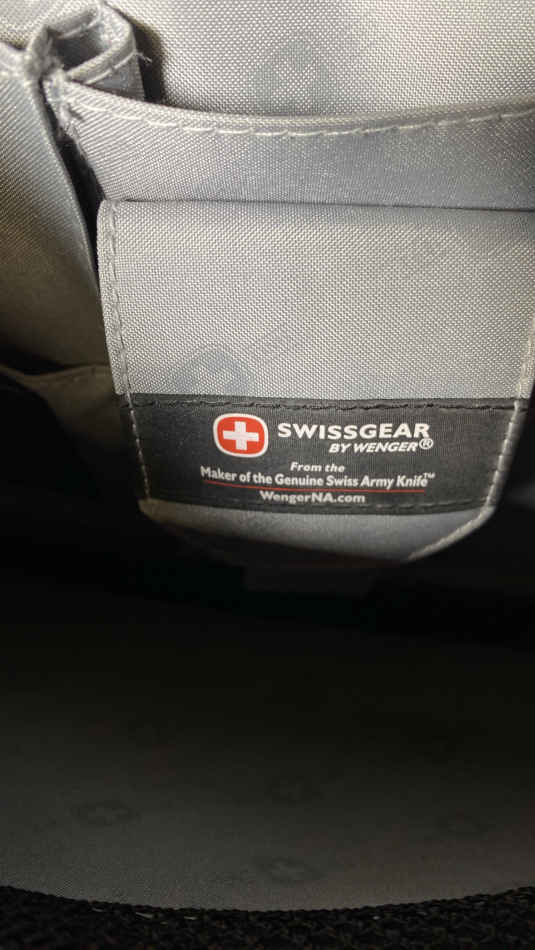 SWISSGEAR
BY WENGER®
From the
Maker of the Genuine Swiss Army Knife™
WengerNA.com